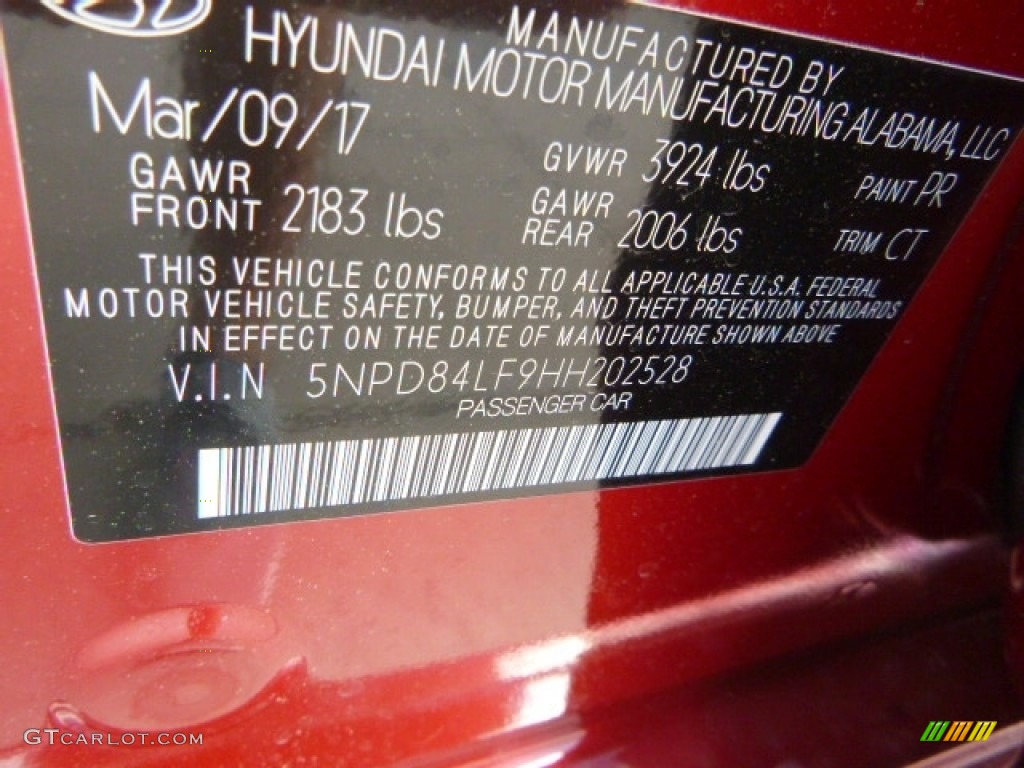 MANUFACTURED BY
HYUNDAI MOTOR MANUFACTURING ALABAMA, LLC
Mar/09/17
GVWR 3924 lbs
PAINT PR
GAWR FRONT 2183 lbs
GAWR REAR 2006 lbs
TRIM CT
THIS VEHICLE CONFORMS TO ALL APPLICABLE U.S.A. FEDERAL
MOTOR VEHICLE SAFETY, BUMPER, AND THEFT PREVENTION STANDARDS
IN EFFECT ON THE DATE OF MANUFACTURE SHOWN ABOVE
V.I.N 5NPD84LF9HH202528
PASSENGER CAR
GTCARLOT.COM